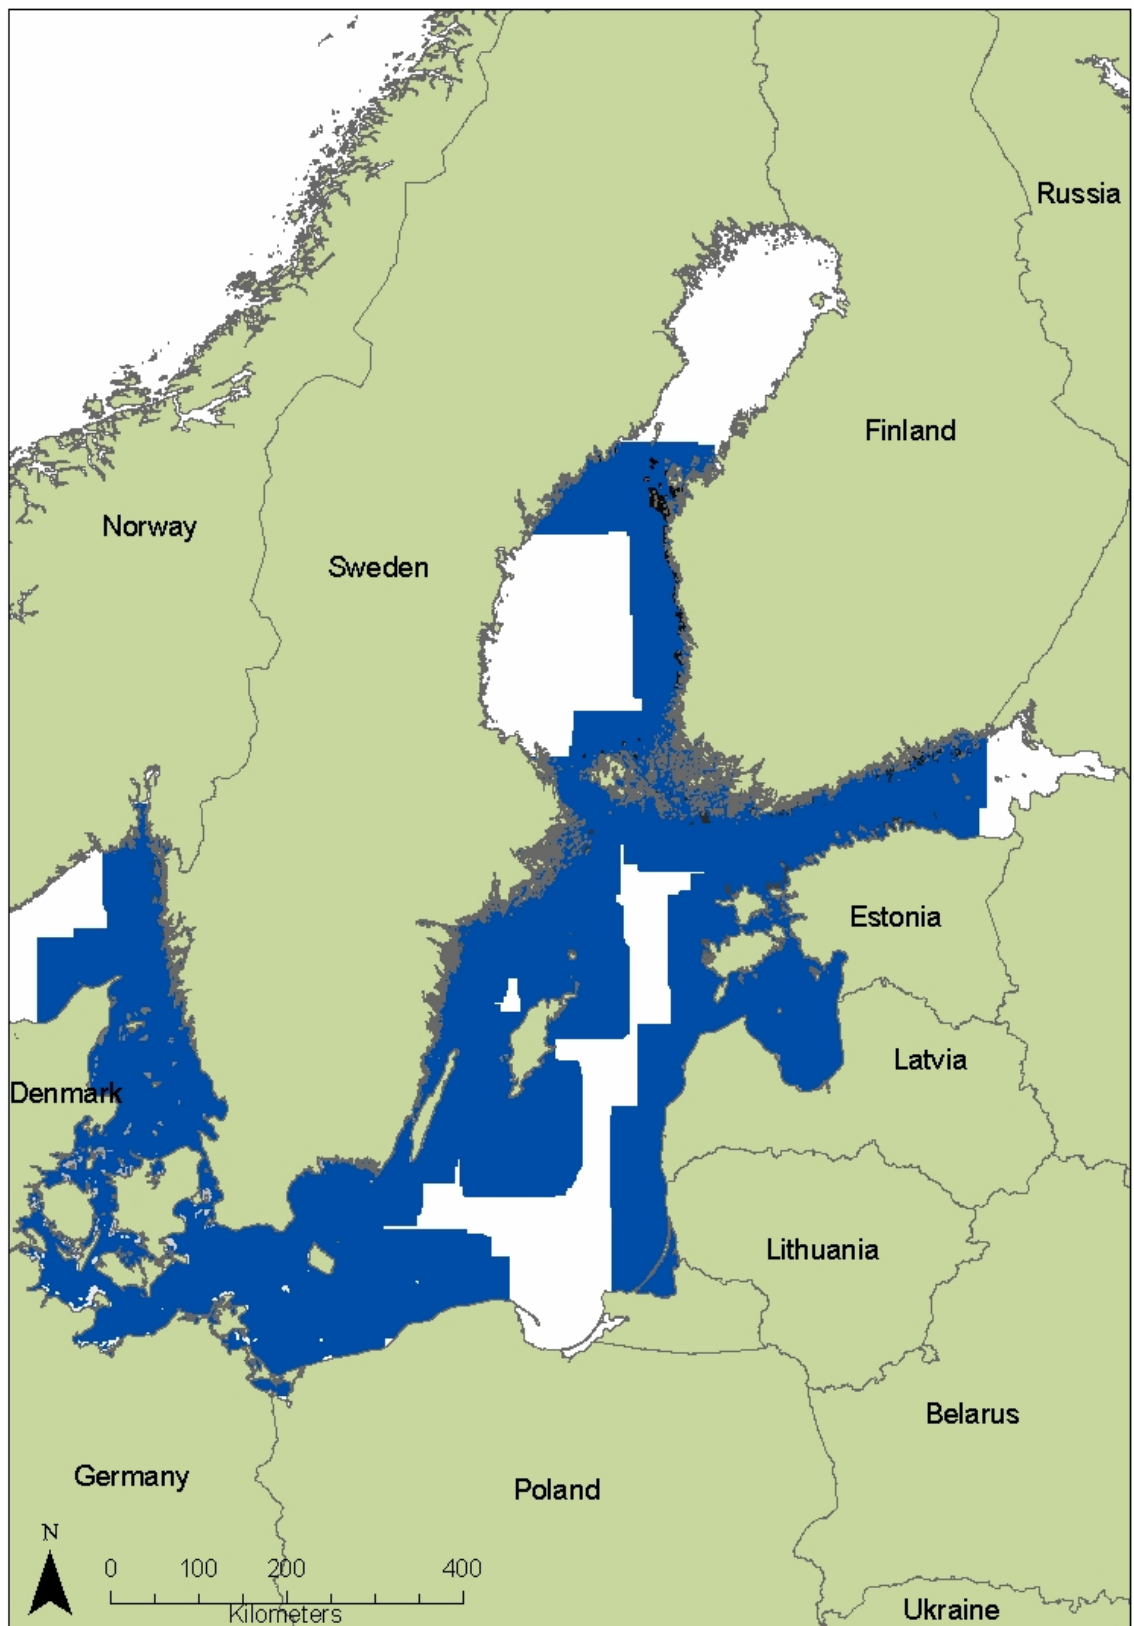 Russia
Finland
Norway
Sweden
Estonia
Latvia
Denmark
Lithuania
Belarus
Germany
Poland
N
0 100 200 400
Kilometers
Ukraine